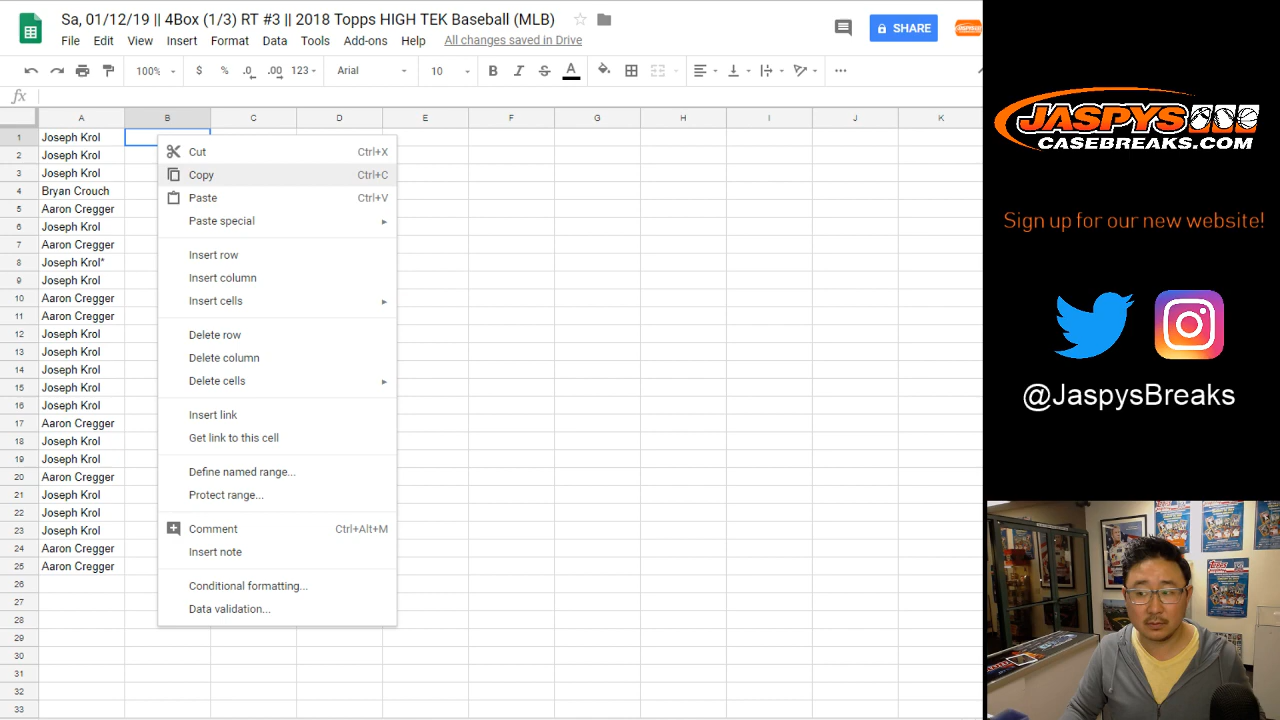 Sa, 01/12/19 || 4Box (1/3) RT #3 || 2018 Topps HIGH TEK Baseball (MLB)
File Edit View Insert Format Data Tools Add-ons Help All changes saved in Drive
SHARE
100% $ % .0 .00 123 Arial 10 B I S A
fx
A B C D E F G H I J K
1 Joseph Krol
2 Joseph Krol
3 Joseph Krol
4 Bryan Crouch
5 Aaron Cregger
6 Joseph Krol
7 Aaron Cregger
8 Joseph Krol*
9 Joseph Krol
10 Aaron Cregger
11 Aaron Cregger
12 Joseph Krol
13 Joseph Krol
14 Joseph Krol
15 Joseph Krol
16 Joseph Krol
17 Aaron Cregger
18 Joseph Krol
19 Joseph Krol
20 Aaron Cregger
21 Joseph Krol
22 Joseph Krol
23 Joseph Krol
24 Aaron Cregger
25 Aaron Cregger
26
27
28
29
30
31
32
33
Cut Ctrl+X
Copy Ctrl+C
Paste Ctrl+V
Paste special
Insert row
Insert column
Insert cells
Delete row
Delete column
Delete cells
Insert link
Get link to this cell
Define named range...
Protect range...
Comment Ctrl+Alt+M
Insert note
Conditional formatting...
Data validation...
JASPYS
CASEBREAKS.COM
Sign up for our new website!
@JaspysBreaks